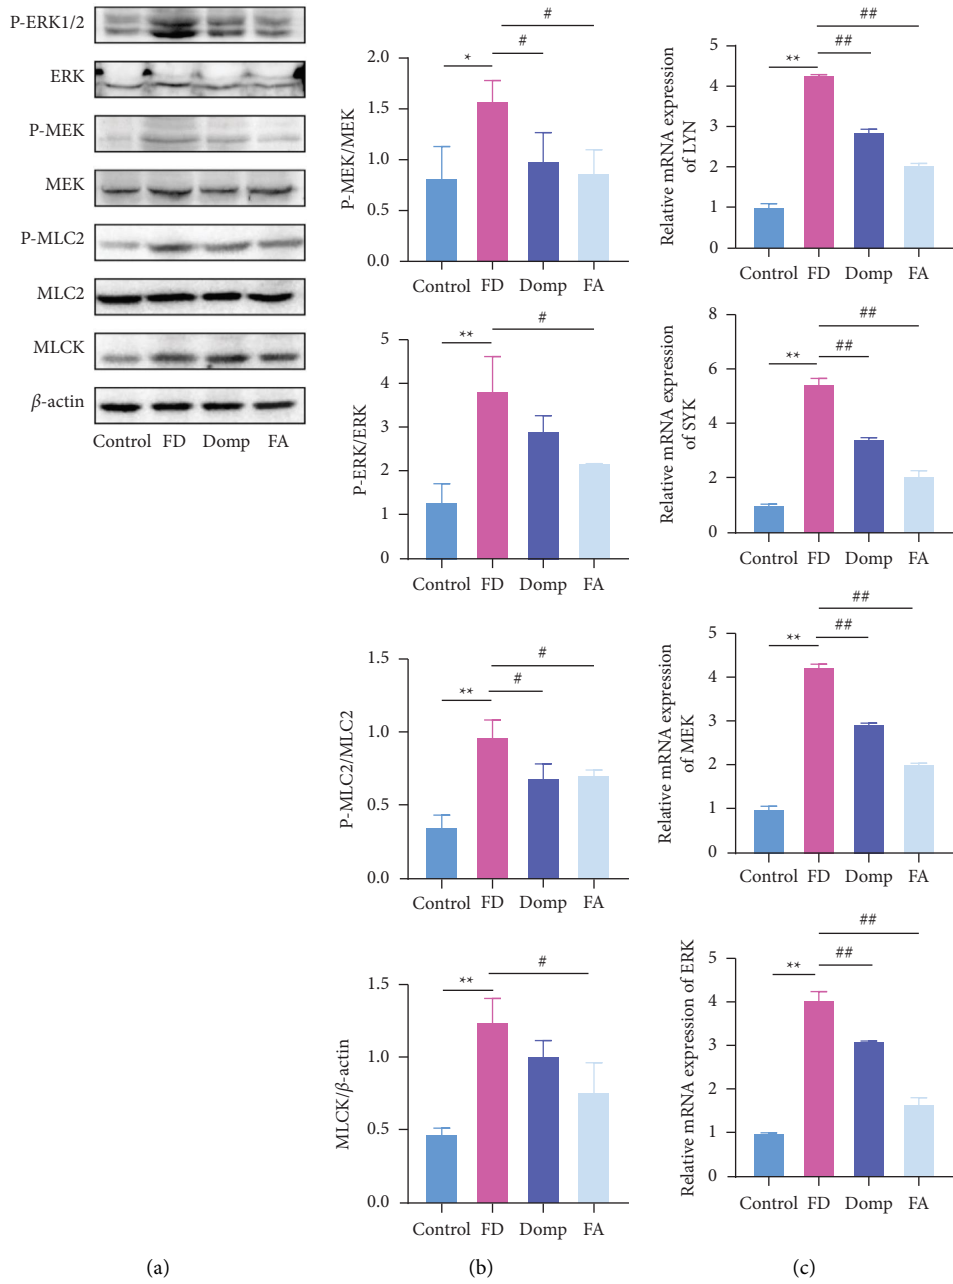 P-ERK1/2
ERK
P-MEK
MEK
P-MLC2
MLC2
MLCK
β-actin
Control FD Domp FA
(a)
P-MEK/MEK
2.0
1.5
1.0
0.5
0.0
* # #
Control FD Domp FA
P-ERK/ERK
5
4
3
2
1
0
** #
Control FD Domp FA
P-MLC2/MLC2
1.5
1.0
0.5
0.0
** # #
Control FD Domp FA
MLCK/β-actin
1.5
1.0
0.5
0.0
** #
Control FD Domp FA
(b)
Relative mRNA expression
of LYN
5
4
3
2
1
0
** ## ##
Control FD Domp FA
Relative mRNA expression
of SYK
8
6
4
2
0
** ## ##
Control FD Domp FA
Relative mRNA expression
of MEK
5
4
3
2
1
0
** ## ##
Control FD Domp FA
Relative mRNA expression of ERK
5
4
3
2
1
0
** ## ##
Control FD Domp FA
(c)